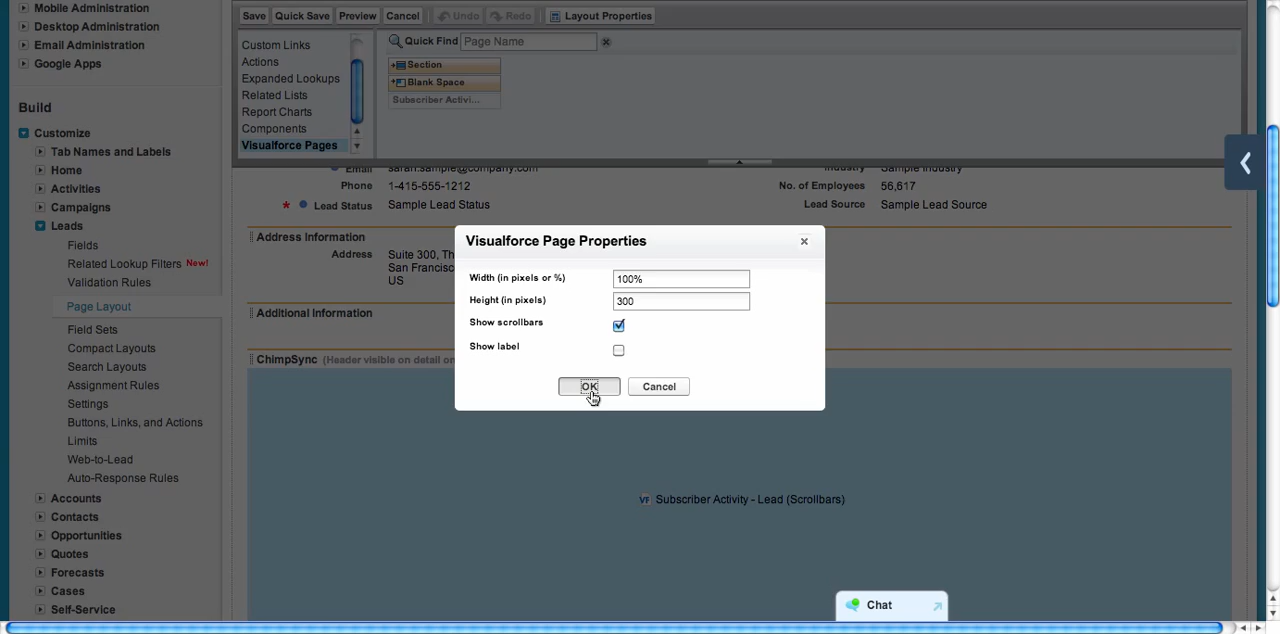 Mobile Administration
Desktop Administration
Email Administration
Google Apps
Build
Customize
Tab Names and Labels
Home
Activities
Campaigns
Leads
Fields
Related Lookup Filters New!
Validation Rules
Page Layout
Field Sets
Compact Layouts
Search Layouts
Assignment Rules
Settings
Buttons, Links, and Actions
Limits
Web-to-Lead
Auto-Response Rules
Accounts
Contacts
Opportunities
Quotes
Forecasts
Cases
Self-Service
Save Quick Save Preview Cancel Undo Redo Layout Properties
Custom Links
Actions
Expanded Lookups
Related Lists
Report Charts
Components
Visualforce Pages
Quick Find Page Name
Section
Blank Space
Subscriber Activi...
Email sarah.sample@company.com Industry Sample Industry
Phone 1-415-555-1212 No. of Employees 56,617
* Lead Status Sample Lead Status Lead Source Sample Lead Source
Address Information
Address Suite 300, Th
San Francisc
US
Additional Information
ChimpSync (Header visible on detail on
Visualforce Page Properties
Width (in pixels or %) 100%
Height (in pixels) 300
Show scrollbars
Show label
OK Cancel
VF Subscriber Activity - Lead (Scrollbars)
Chat